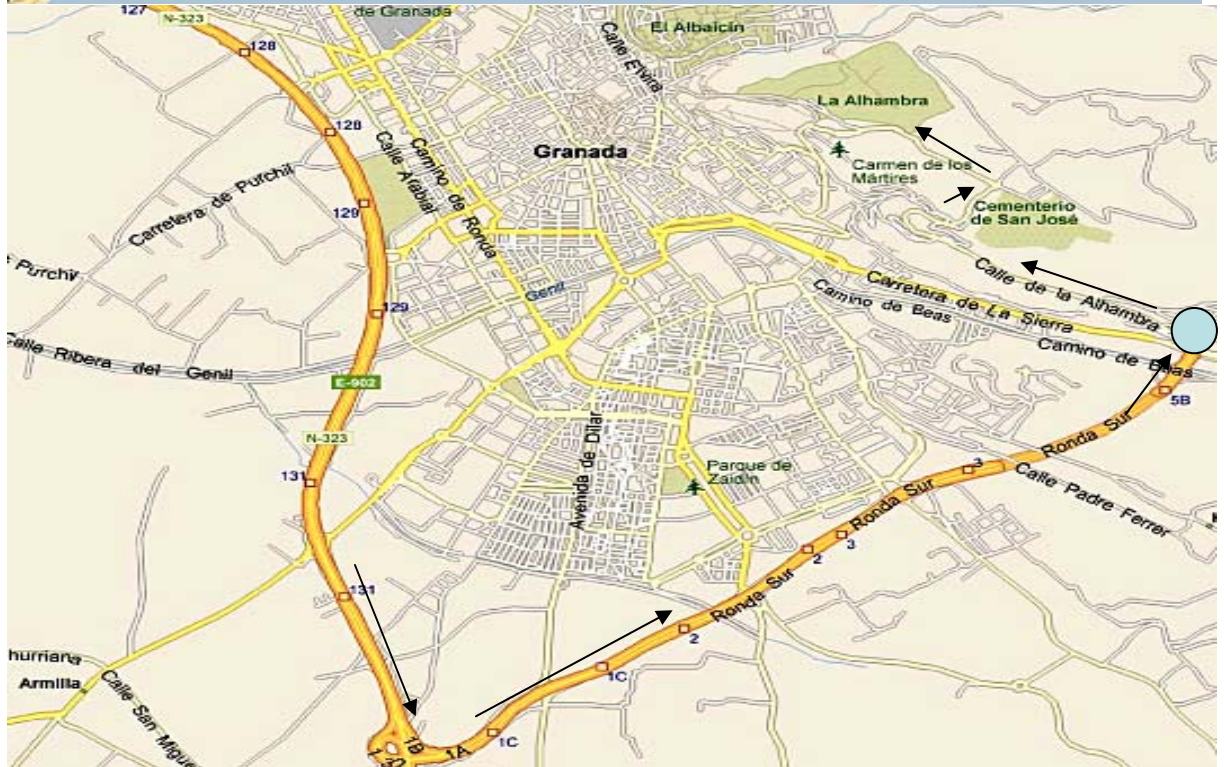 127
N-323
de Granada
128
Calle Elvira
El Albaicín
La Alhambra
128
Calle Arabial
Camino de Ronda
Granada
Carmen de los
Mártires
Carretera de Purchil
129
Cementerio
de San José
Purchil
Genil
Calle de la Alhambra
Carretera de La Sierra
Camino de Beas
129
Calle Ribera del Genil
Camino de Beas
E-902
5B
N-323
Avenida de Dilar
Ronda Sur
131
Parque de
Zaidín
3
Ronda Sur
Calle Padre Ferrer
3
2
131
Ronda Sur
2
hurriana
Armilla
Calle San Migue
1C
1B
1A
1C